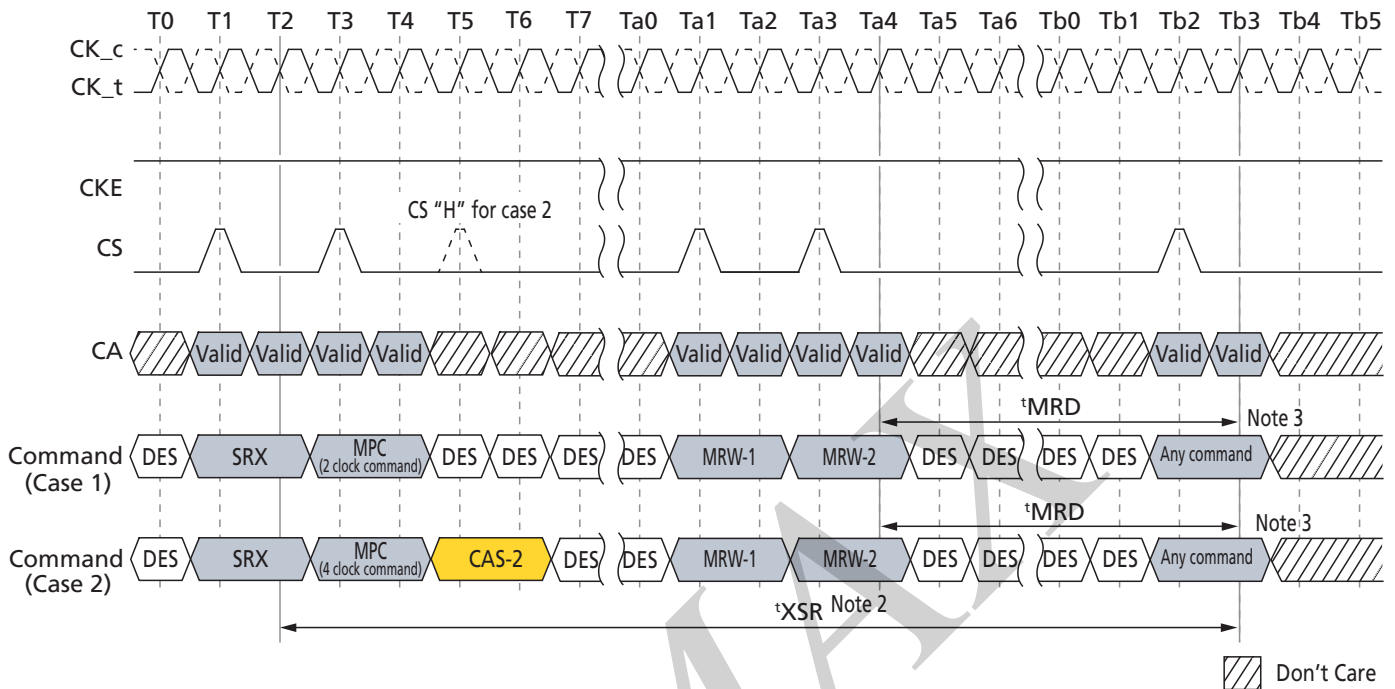 T0 T1 T2 T3 T4 T5 T6 T7 Ta0 Ta1 Ta2 Ta3 Ta4 Ta5 Ta6 Tb0 Tb1 Tb2 Tb3 Tb4 Tb5
CK_c
CK_t
CKE
CS "H" for case 2
CS
CA Valid Valid Valid Valid Valid Valid Valid Valid Valid Valid
tMRD Note 3
Command (Case 1) DES SRX MPC (2 clock command) DES DES DES DES MRW-1 MRW-2 DES DES DES DES Any command
tMRD Note 3
Command (Case 2) DES SRX MPC (4 clock command) CAS-2 DES DES MRW-1 MRW-2 DES DES DES DES Any command
tXSR Note 2
Don't Care